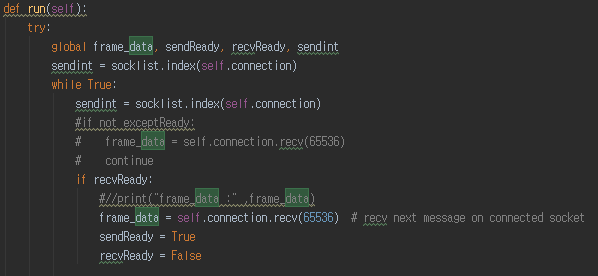 def run(self):
    try:
        global frame_data, sendReady, recvReady, sendint
        sendint = socklist.index(self.connection)
        while True:
            sendint = socklist.index(self.connection)
            #if not exceptReady:
            #    frame_data = self.connection.recv(65536)
            #    continue
            if recvReady:
                #//print("frame_data :" ,frame_data)
                frame_data = self.connection.recv(65536)  # recv next message on connected socket
                sendReady = True
                recvReady = False